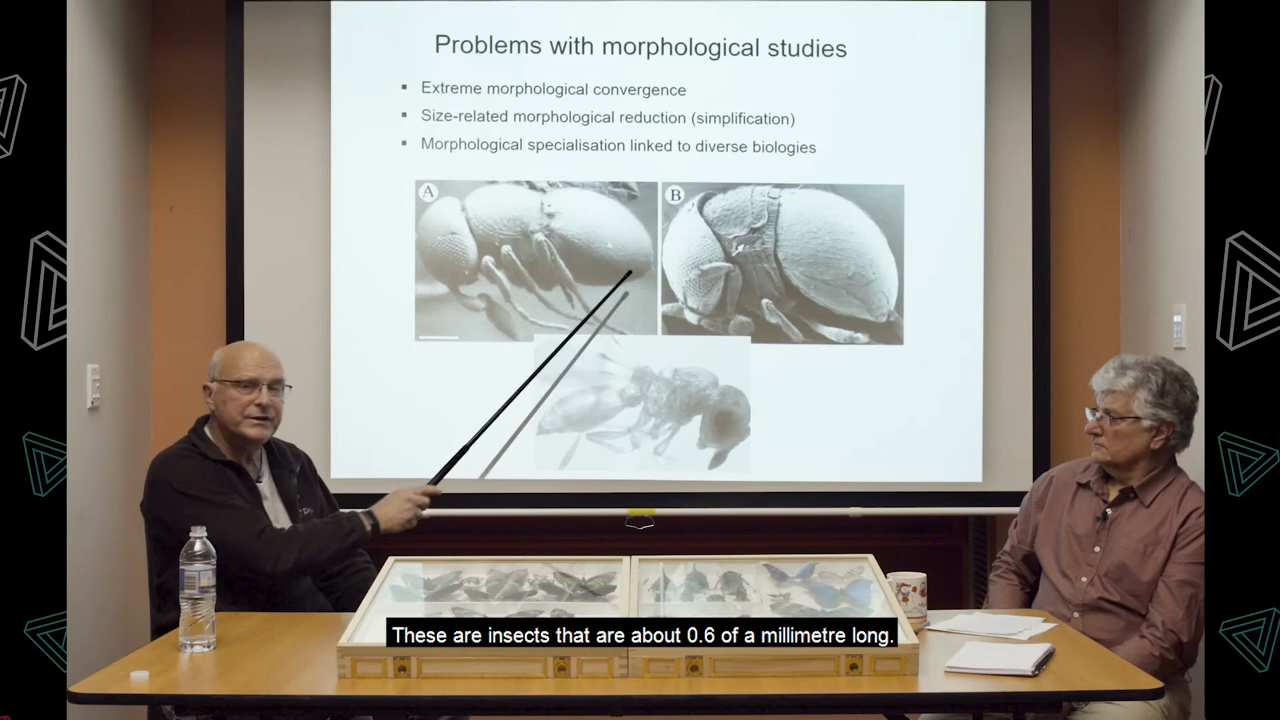 Problems with morphological studies
▪ Extreme morphological convergence
▪ Size-related morphological reduction (simplification)
▪ Morphological specialisation linked to diverse biologies
A
B
These are insects that are about 0.6 of a millimetre long.